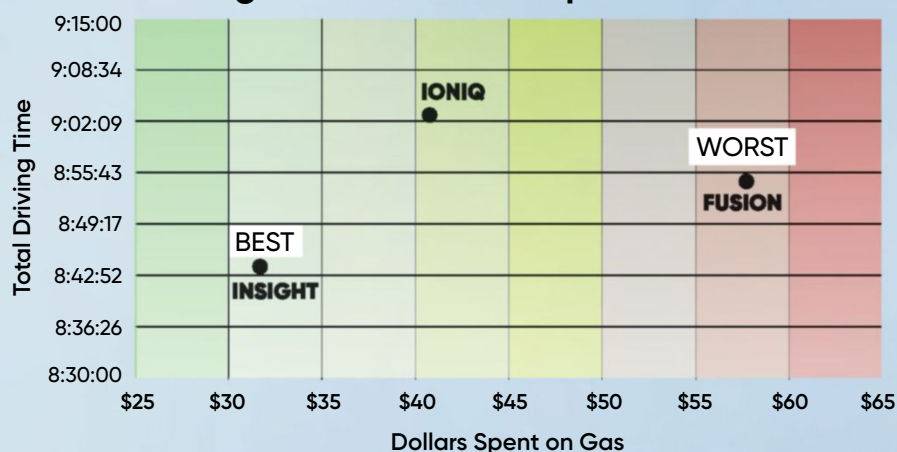 9:15:00
9:08:34
9:02:09
8:55:43
8:49:17
8:42:52
8:36:26
8:30:00
Total Driving Time
IONIQ
WORST
FUSION
BEST
INSIGHT
$25 $30 $35 $40 $45 $50 $55 $60 $65
Dollars Spent on Gas